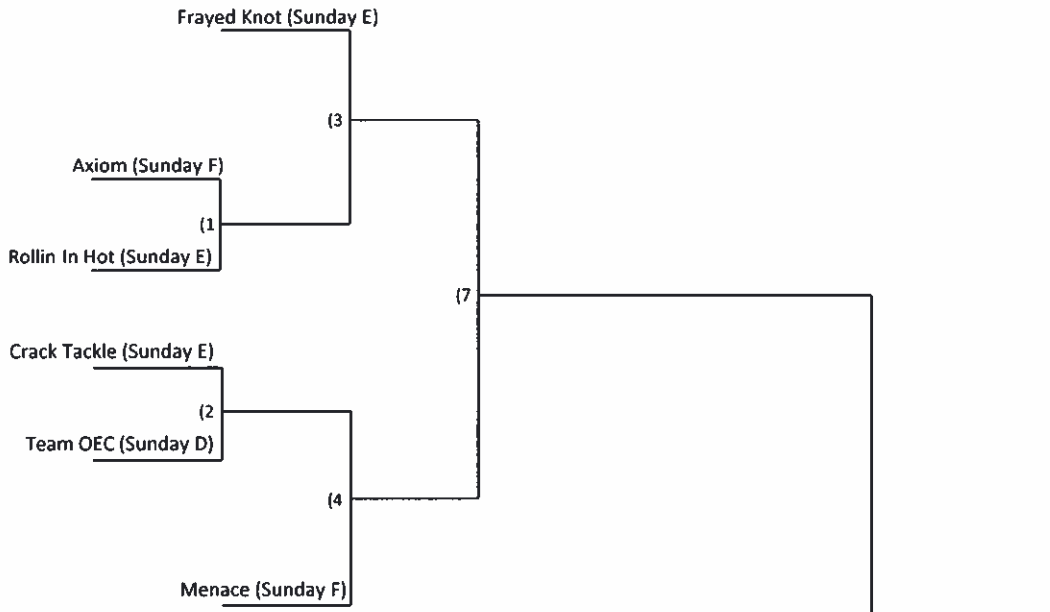 Frayed Knot (Sunday E)
(3
Axiom (Sunday F)
(1
Rollin In Hot (Sunday E)
(7
Crack Tackle (Sunday E)
(2
Team OEC (Sunday D)
(4
Menace (Sunday F)